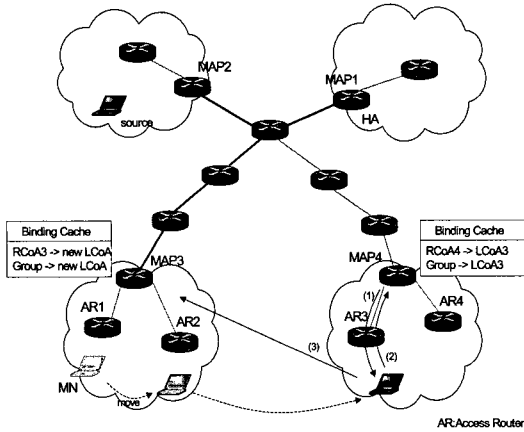 MAP2
MAP1
source
HA
Binding Cache
RCoA3 -> new LCoA
Group -> new LCoA
Binding Cache
RCoA4 -> LCoA3
Group -> LCoA3
MAP3
MAP4
AR1
AR2
(1)
AR3
AR4
(3)
(2)
MN
move
AR:Access Router